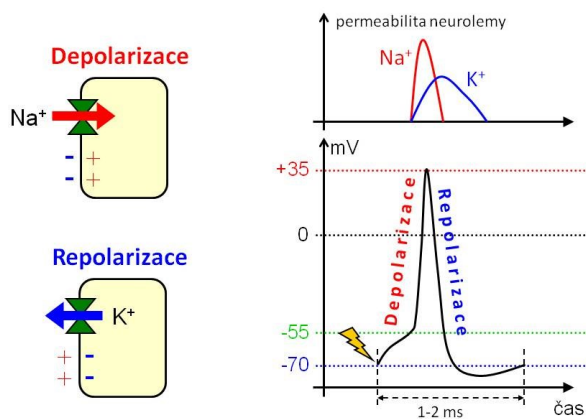 Depolarizace
Na⁺
- +
- +
Repolarizace
K⁺
+ -
+ -
permeabilita neurolemy
Na⁺
K⁺
mV
+35
0
-55
-70
Depolarizace
Repolarizace
1-2 ms
čas